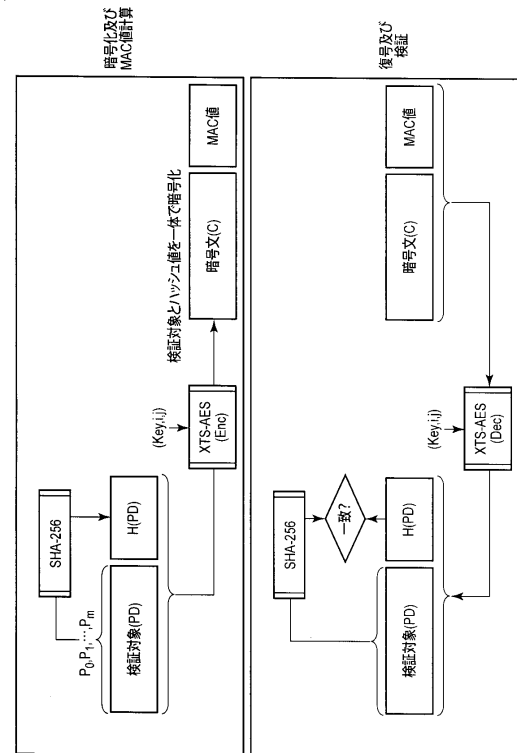 暗号化及び
MAC値計算
SHA-256
P0,P1,…,Pm
検証対象(PD)
H(PD)
(Key,i,j)
XTS-AES
(Enc)
検証対象とハッシュ値を一体で暗号化
暗号文(C)
MAC値
復号及び
検証
SHA-256
一致?
検証対象(PD)
H(PD)
(Key,i,j)
XTS-AES
(Dec)
暗号文(C)
MAC値